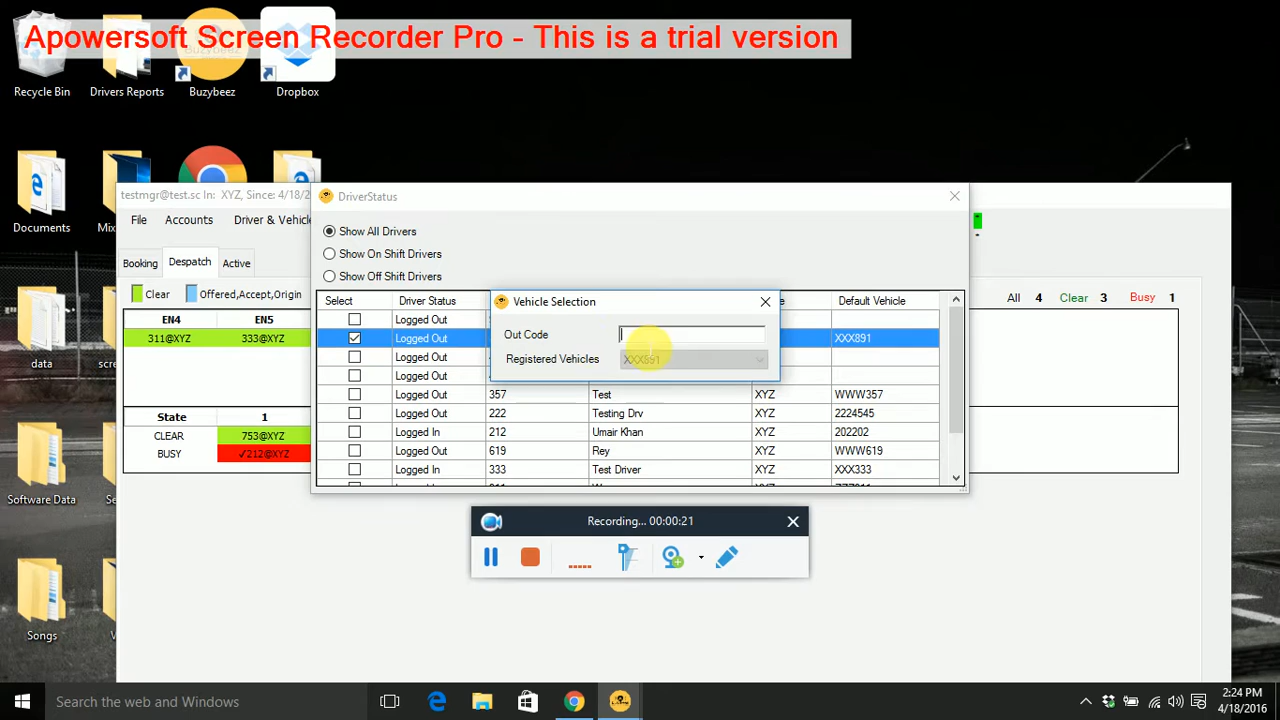 Apowersoft Screen Recorder Pro - This is a trial version
Recycle Bin
Drivers Reports
Buzybeez
Dropbox
Documents
data
Software Data
Songs
testmgr@test.sc In: XYZ, Since: 4/18/2
File Accounts Driver & Vehicle
Booking Despatch Active
Clear Offered,Accept,Origin
EN4 EN5
311@XYZ 333@XYZ
State 1
CLEAR 753@XYZ
BUSY ✓212@XYZ
All 4 Clear 3 Busy 1
DriverStatus
Show All Drivers
Show On Shift Drivers
Show Off Shift Drivers
Select Driver Status Default Vehicle
Logged Out
Logged Out XXX891
Logged Out
Logged Out
Logged Out 357 Test XYZ WWW357
Logged Out 222 Testing Drv XYZ 2224545
Logged In 212 Umair Khan XYZ 202202
Logged Out 619 Rey XYZ WWW619
Logged In 333 Test Driver XYZ XXX333
Vehicle Selection
Out Code
Registered Vehicles XXX891
Recording... 00:00:21
Search the web and Windows
2:24 PM
4/18/2016